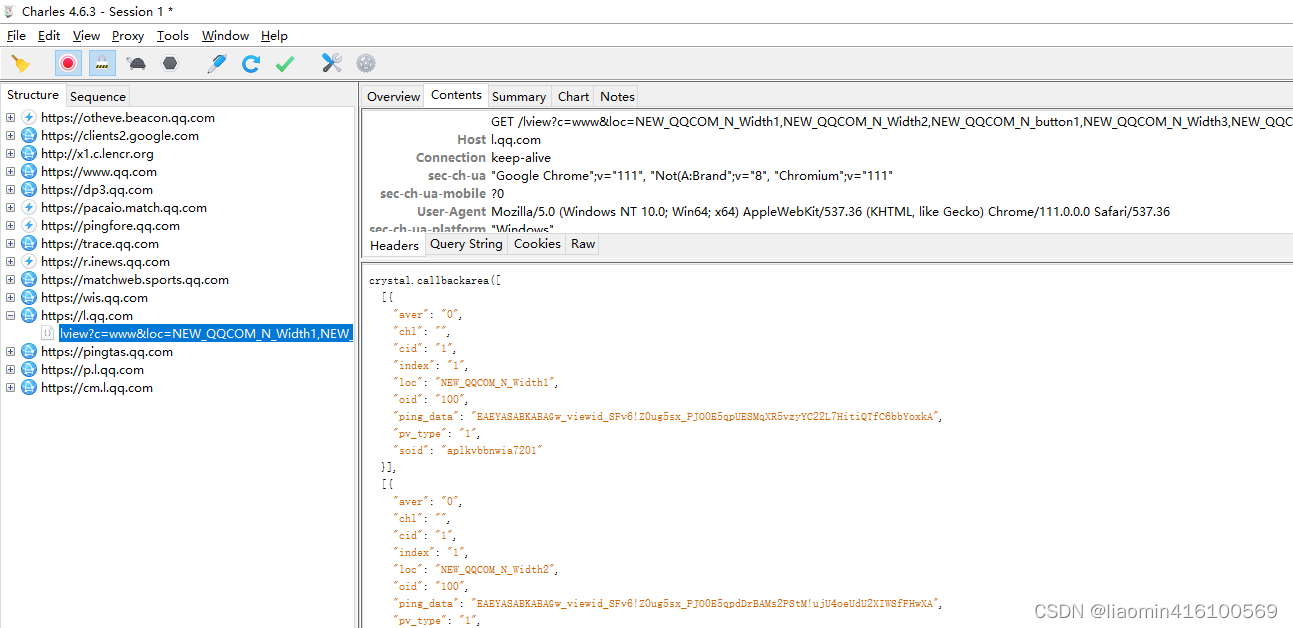 Charles 4.6.3 - Session 1 *
File Edit View Proxy Tools Window Help
Structure Sequence
https://otheve.beacon.qq.com
https://clients2.google.com
http://x1.c.lencr.org
https://www.qq.com
https://dp3.qq.com
https://pacaio.match.qq.com
https://pingfore.qq.com
https://trace.qq.com
https://r.inews.qq.com
https://matchweb.sports.qq.com
https://wis.qq.com
https://l.qq.com
lview?c=www&loc=NEW_QQCOM_N_Width1,NEW_
https://pingtas.qq.com
https://p.l.qq.com
https://cm.l.qq.com
Overview Contents Summary Chart Notes
GET /lview?c=www&loc=NEW_QQCOM_N_Width1,NEW_QQCOM_N_Width2,NEW_QQCOM_N_button1,NEW_QQCOM_N_Width3,NEW_QQC
Host l.qq.com
Connection keep-alive
sec-ch-ua "Google Chrome";v="111", "Not(A:Brand";v="8", "Chromium";v="111"
sec-ch-ua-mobile ?0
User-Agent Mozilla/5.0 (Windows NT 10.0; Win64; x64) AppleWebKit/537.36 (KHTML, like Gecko) Chrome/111.0.0.0 Safari/537.36
sec-ch-ua-platform "Windows"
Headers Query String Cookies Raw
crystal.callbackarea([
[{
"aver": "0",
"chl": "",
"cid": "1",
"index": "1",
"loc": "NEW_QQCOM_N_Width1",
"oid": "100",
"ping_data": "EAEYASABKABAGw_viewid_SFv6!Z0ug5sx_PJOOE5qpUESMqXR5vzyYC22L7HitiQTfC6bbYoxkA",
"pv_type": "1",
"soid": "aplkvbbnwia7201"
}],
[{
"aver": "0",
"chl": "",
"cid": "1",
"index": "1",
"loc": "NEW_QQCOM_N_Width2",
"oid": "100",
"ping_data": "EAEYASABKABAGw_viewid_SFv6!Z0ug5sx_PJOOE5qpdDrBAMs2PStM!ujU4oeUdU2XIWSfFHwXA",
"pv_type": "1",
CSDN @liaomin416100569